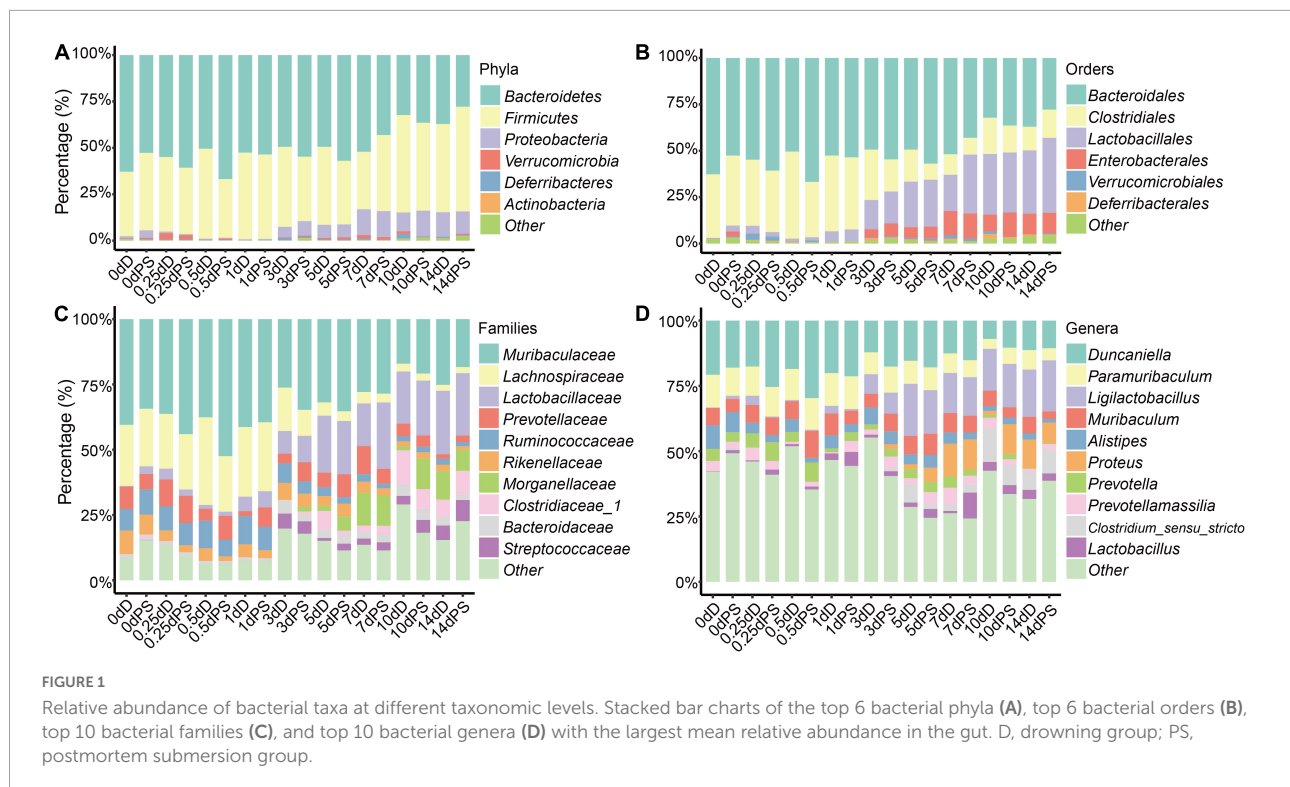 A
100%
75%
50%
25%
0%
Percentage (%)
0dD
0dPS
0.25dD
0.25dPS
0.5dD
0.5dPS
1dD
1dPS
3dD
3dPS
5dD
5dPS
7dD
7dPS
10dD
10dPS
14dD
14dPS
Phyla
Bacteroidetes
Firmicutes
Proteobacteria
Verrucomicrobia
Deferribacteres
Actinobacteria
Other
B
100%
75%
50%
25%
0%
Percentage (%)
0dD
0dPS
0.25dD
0.25dPS
0.5dD
0.5dPS
1dD
1dPS
3dD
3dPS
5dD
5dPS
7dD
7dPS
10dD
10dPS
14dD
14dPS
Orders
Bacteroidales
Clostridiales
Lactobacillales
Enterobacterales
Verrucomicrobiales
Deferribacterales
Other
C
100%
75%
50%
25%
0%
0dD
0dPS
0.25dD
0.25dPS
0.5dD
0.5dPS
1dD
1dPS
3dD
3dPS
5dD
5dPS
7dD
7dPS
10dD
10dPS
14dD
14dPS
Families
Muribaculaceae
Lachnospiraceae
Lactobacillaceae
Prevotellaceae
Ruminococcaceae
Rikenellaceae
Morganellaceae
Clostridiaceae_1
Bacteroidaceae
Streptococcaceae
Other
D
100%
75%
50%
25%
0%
0dD
0dPS
0.25dD
0.25dPS
0.5dD
0.5dPS
1dD
1dPS
3dD
3dPS
5dD
5dPS
7dD
7dPS
10dD
10dPS
14dD
14dPS
Genera
Duncaniella
Paramuribaculum
Ligilactobacillus
Muribaculum
Alistipes
Proteus
Prevotella
Prevotellamassilia
Clostridium_sensu_stricto
Lactobacillus
Other
FIGURE 1
Relative abundance of bacterial taxa at different taxonomic levels. Stacked bar charts of the top 6 bacterial phyla (A), top 6 bacterial orders (B),
top 10 bacterial families (C), and top 10 bacterial genera (D) with the largest mean relative abundance in the gut. D, drowning group; PS,
postmortem submersion group.